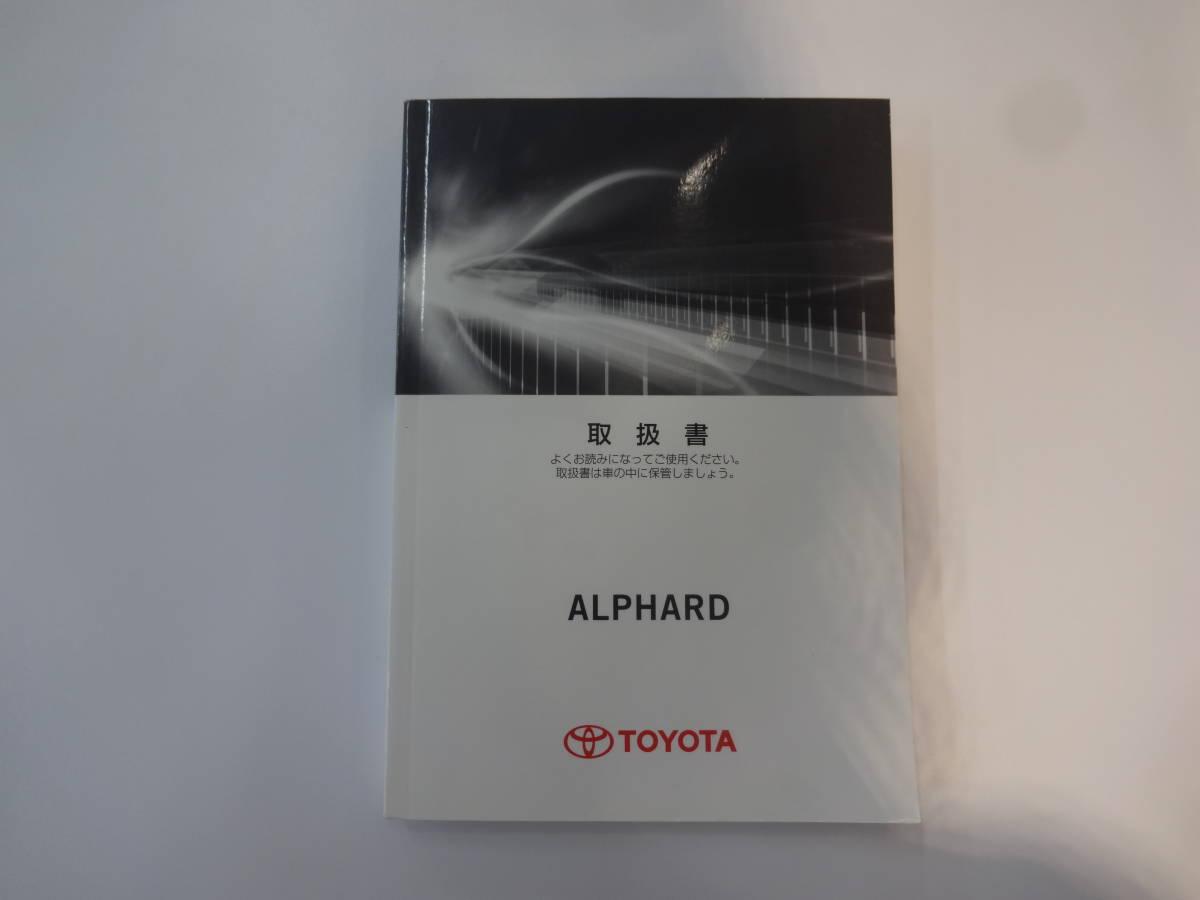 取扱書
よくお読みになってご使用ください。
取扱書は車の中に保管しましょう。
ALPHARD
TOYOTA